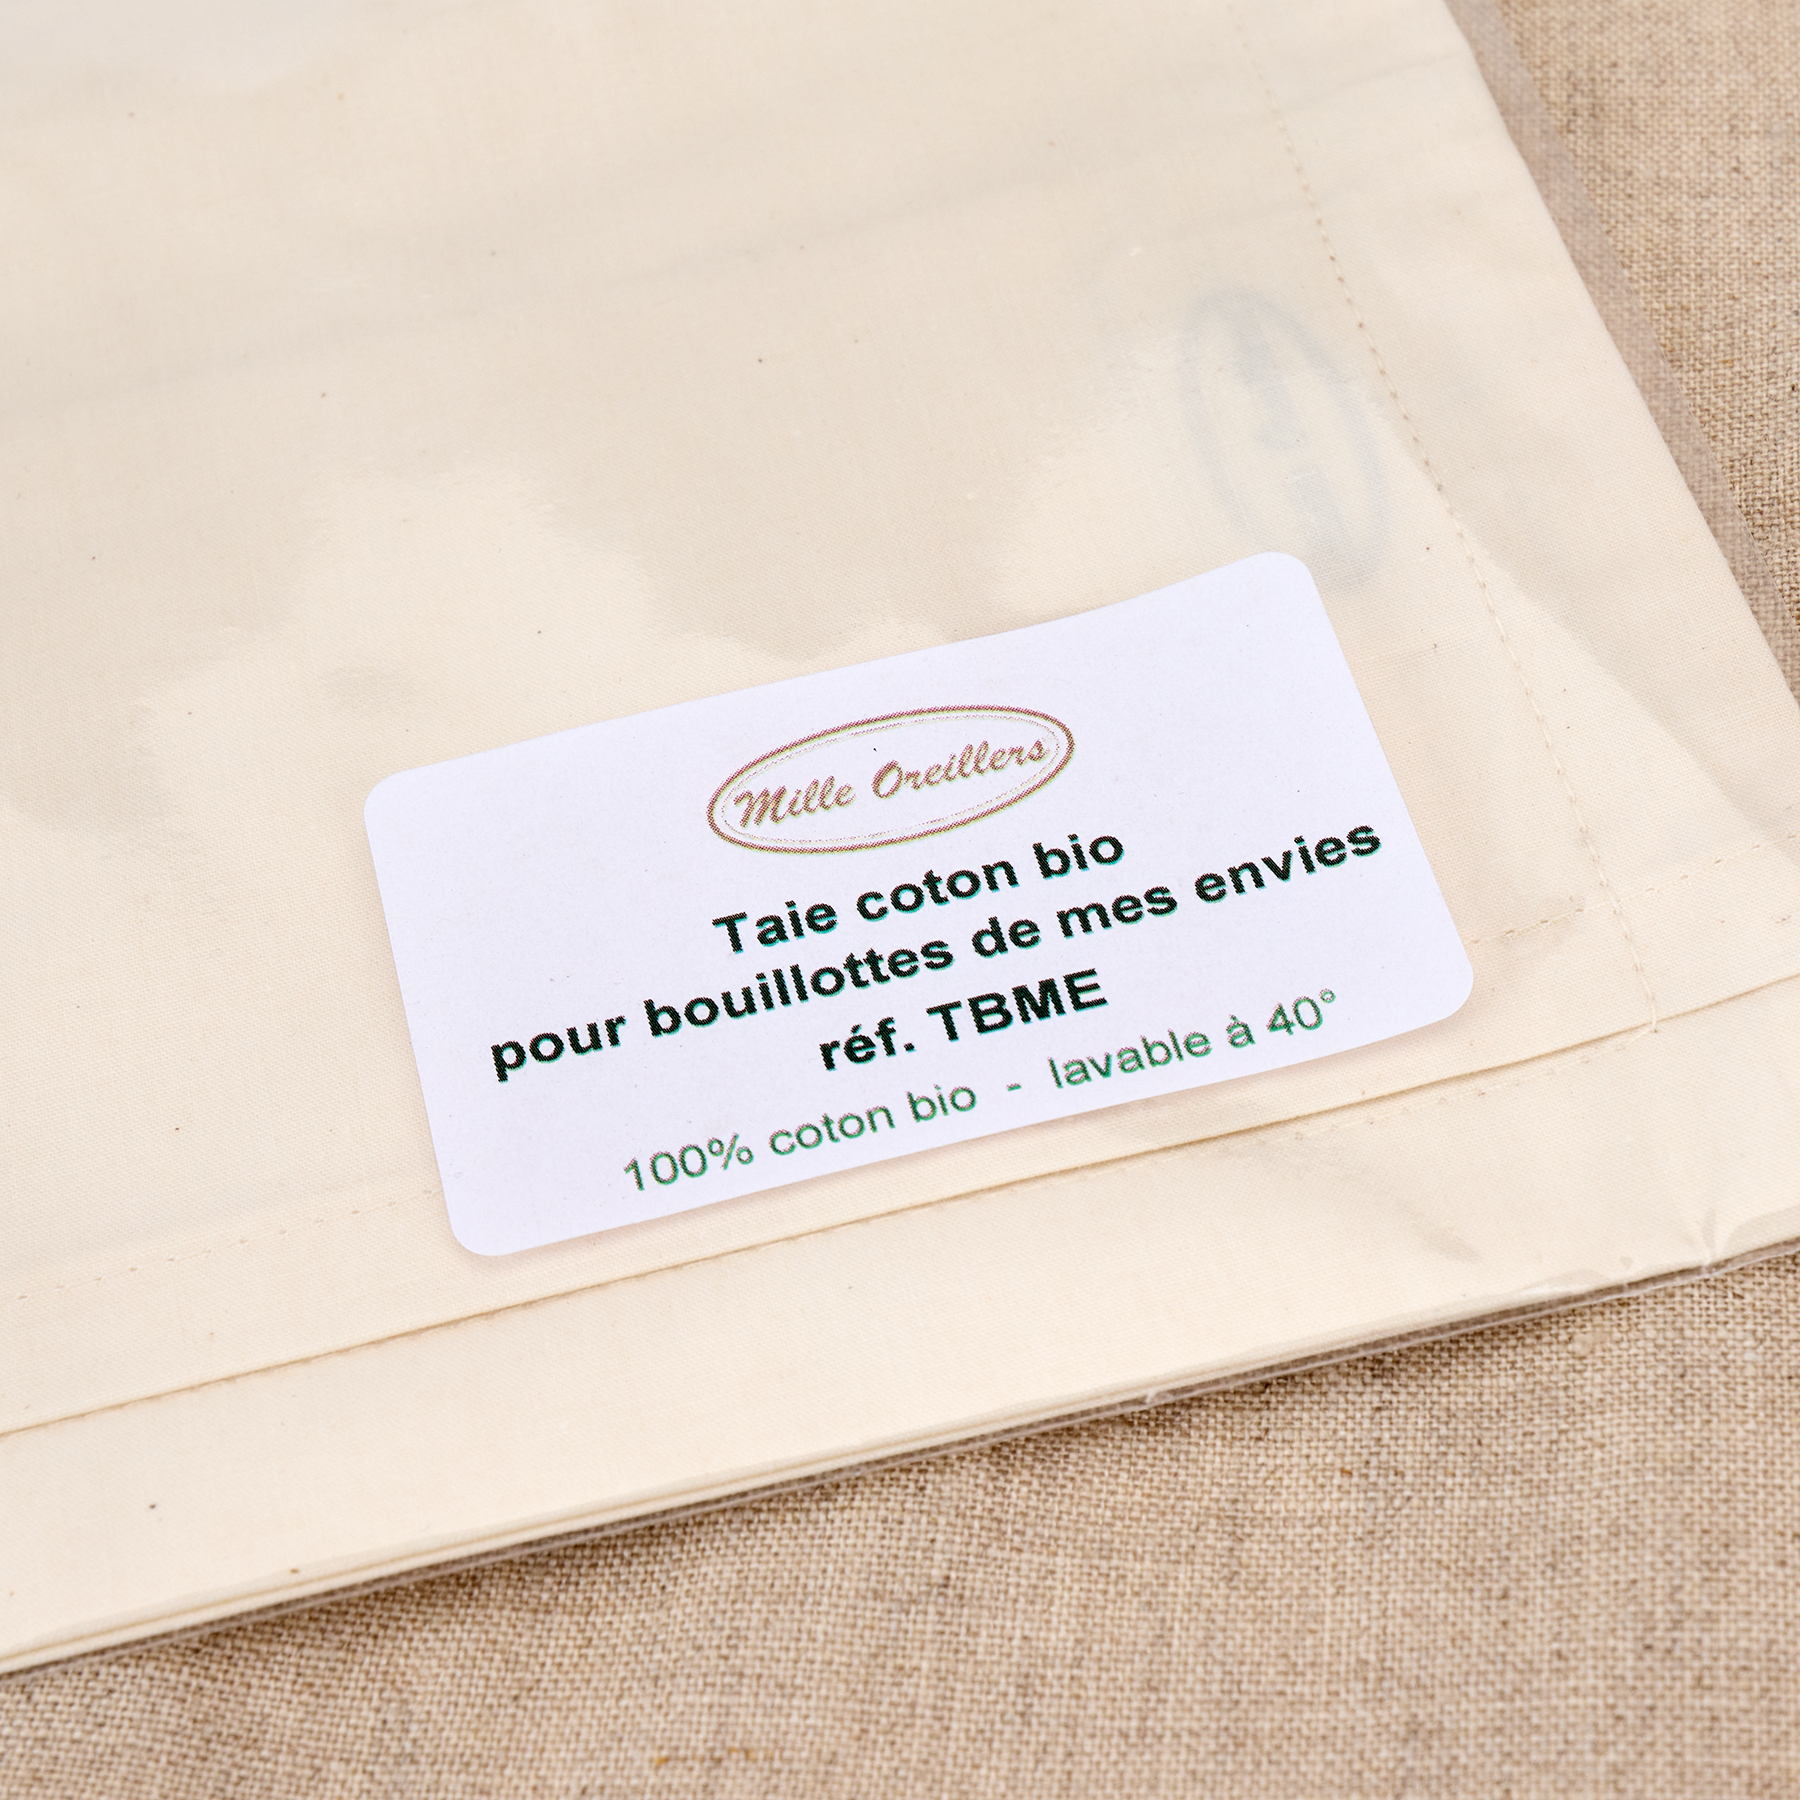 Mille Oreillers
Taie coton bio
pour bouillottes de mes envies
réf. TBME
100% coton bio - lavable à 40°